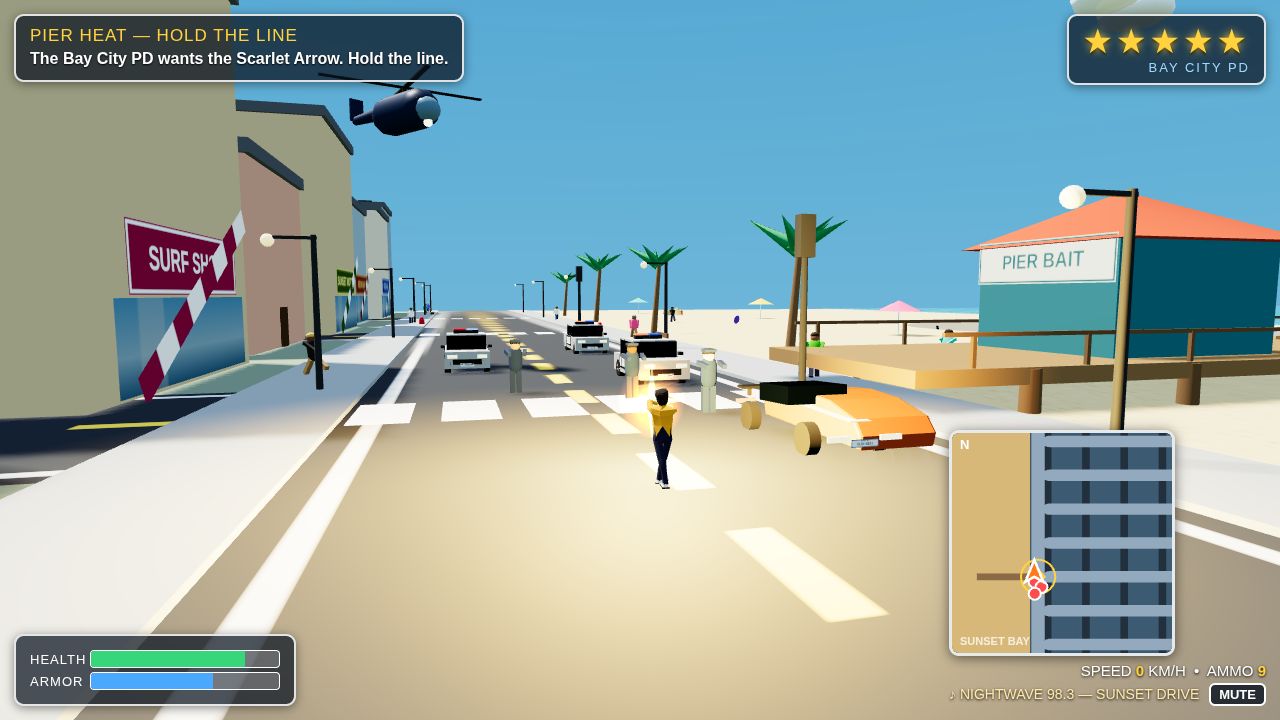 PIER HEAT — HOLD THE LINE
The Bay City PD wants the Scarlet Arrow. Hold the line.
★★★★★
BAY CITY PD
SURF SH
PIER BAIT
N
SUNSET BAY
HEALTH
ARMOR
SPEED 0 KM/H • AMMO 9
♪ NIGHTWAVE 98.3 — SUNSET DRIVE MUTE